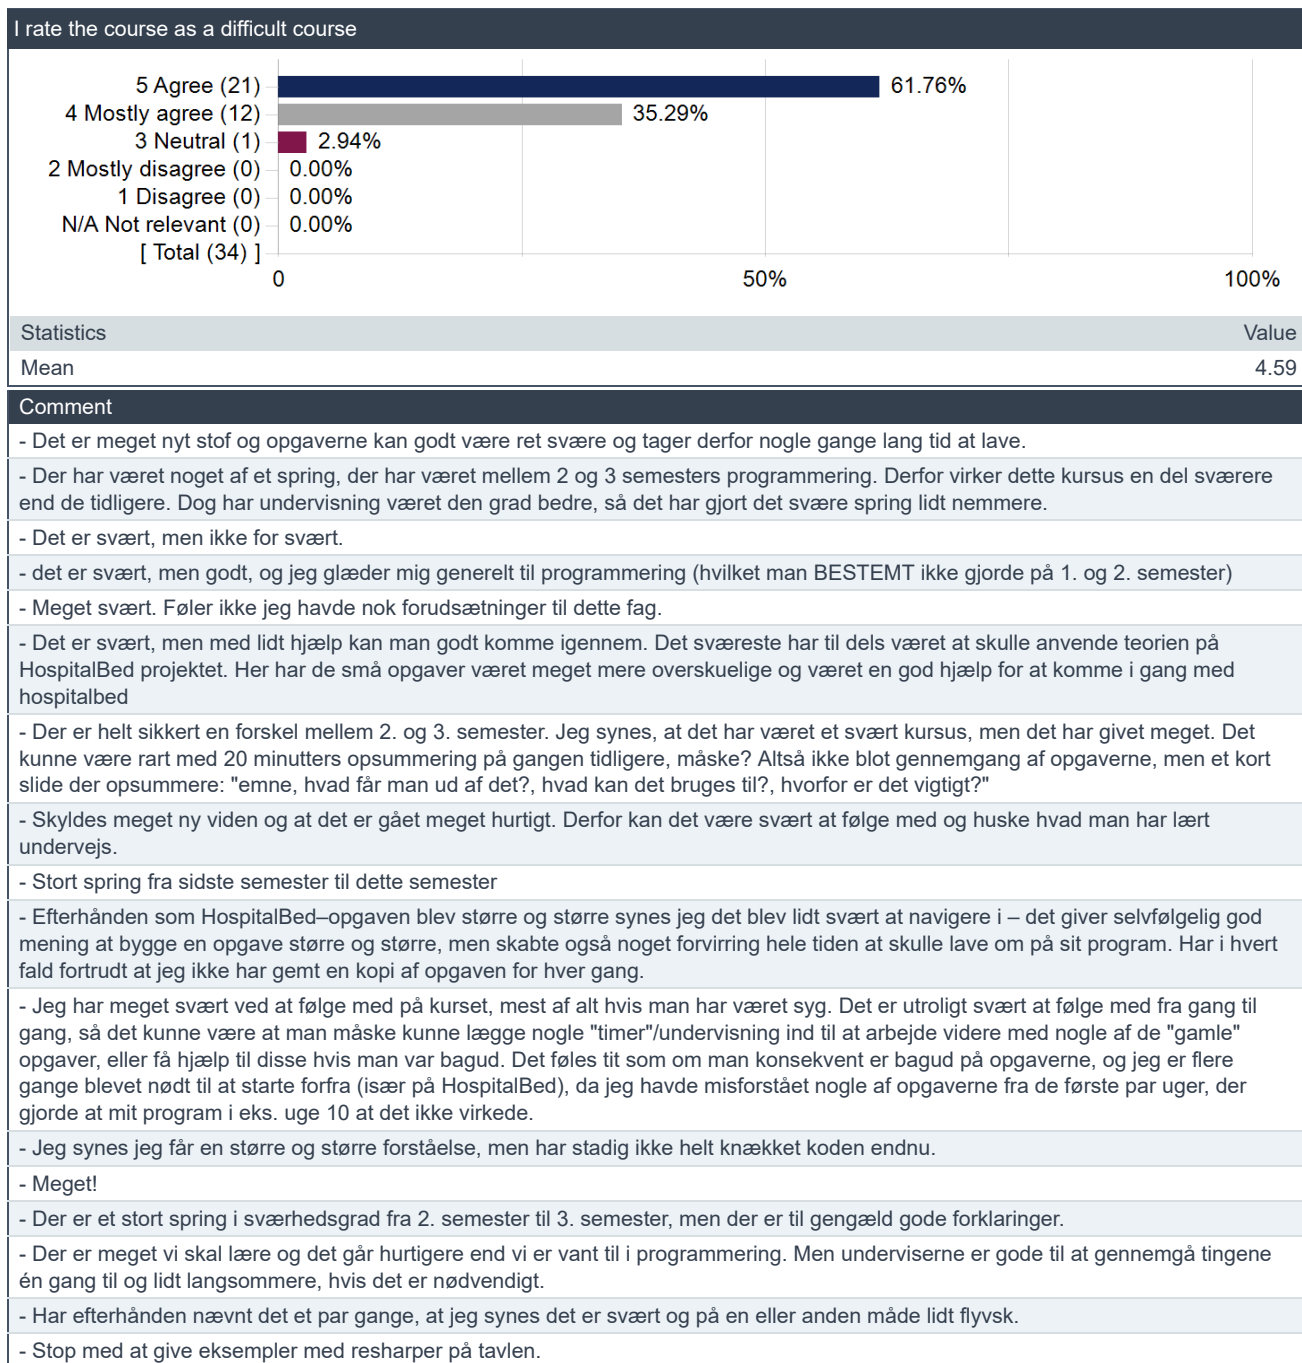 I rate the course as a difficult course
5 Agree (21) 61.76%
4 Mostly agree (12) 35.29%
3 Neutral (1) 2.94%
2 Mostly disagree (0) 0.00%
1 Disagree (0) 0.00%
N/A Not relevant (0) 0.00%
[ Total (34) ]
0 50% 100%
Statistics Value
Mean 4.59
Comment
- Det er meget nyt stof og opgaverne kan godt være ret svære og tager derfor nogle gange lang tid at lave.
- Der har været noget af et spring, der har været mellem 2 og 3 semesters programmering. Derfor virker dette kursus en del sværere
end de tidligere. Dog har undervisning været den grad bedre, så det har gjort det svære spring lidt nemmere.
- Det er svært, men ikke for svært.
- det er svært, men godt, og jeg glæder mig generelt til programmering (hvilket man BESTEMT ikke gjorde på 1. og 2. semester)
- Meget svært. Føler ikke jeg havde nok forudsætninger til dette fag.
- Det er svært, men med lidt hjælp kan man godt komme igennem. Det sværeste har til dels været at skulle anvende teorien på
HospitalBed projektet. Her har de små opgaver været meget mere overskuelige og været en god hjælp for at komme i gang med
hospitalbed
- Der er helt sikkert en forskel mellem 2. og 3. semester. Jeg synes, at det har været et svært kursus, men det har givet meget. Det
kunne være rart med 20 minutters opsummering på gangen tidligere, måske? Altså ikke blot gennemgang af opgaverne, men et kort
slide der opsummere: "emne, hvad får man ud af det?, hvad kan det bruges til?, hvorfor er det vigtigt?"
- Skyldes meget ny viden og at det er gået meget hurtigt. Derfor kan det være svært at følge med og huske hvad man har lært
undervejs.
- Stort spring fra sidste semester til dette semester
- Efterhånden som HospitalBed–opgaven blev større og større synes jeg det blev lidt svært at navigere i – det giver selvfølgelig god
mening at bygge en opgave større og større, men skabte også noget forvirring hele tiden at skulle lave om på sit program. Har i hvert
fald fortrudt at jeg ikke har gemt en kopi af opgaven for hver gang.
- Jeg har meget svært ved at følge med på kurset, mest af alt hvis man har været syg. Det er utroligt svært at følge med fra gang til
gang, så det kunne være at man måske kunne lægge nogle "timer"/undervisning ind til at arbejde videre med nogle af de "gamle"
opgaver, eller få hjælp til disse hvis man var bagud. Det føles tit som om man konsekvent er bagud på opgaverne, og jeg er flere
gange blevet nødt til at starte forfra (især på HospitalBed), da jeg havde misforstået nogle af opgaverne fra de første par uger, der
gjorde at mit program i eks. uge 10 at det ikke virkede.
- Jeg synes jeg får en større og større forståelse, men har stadig ikke helt knækket koden endnu.
- Meget!
- Der er et stort spring i sværhedsgrad fra 2. semester til 3. semester, men der er til gengæld gode forklaringer.
- Der er meget vi skal lære og det går hurtigere end vi er vant til i programmering. Men underviserne er gode til at gennemgå tingene
én gang til og lidt langsommere, hvis det er nødvendigt.
- Har efterhånden nævnt det et par gange, at jeg synes det er svært og på en eller anden måde lidt flyvsk.
- Stop med at give eksempler med resharper på tavlen.